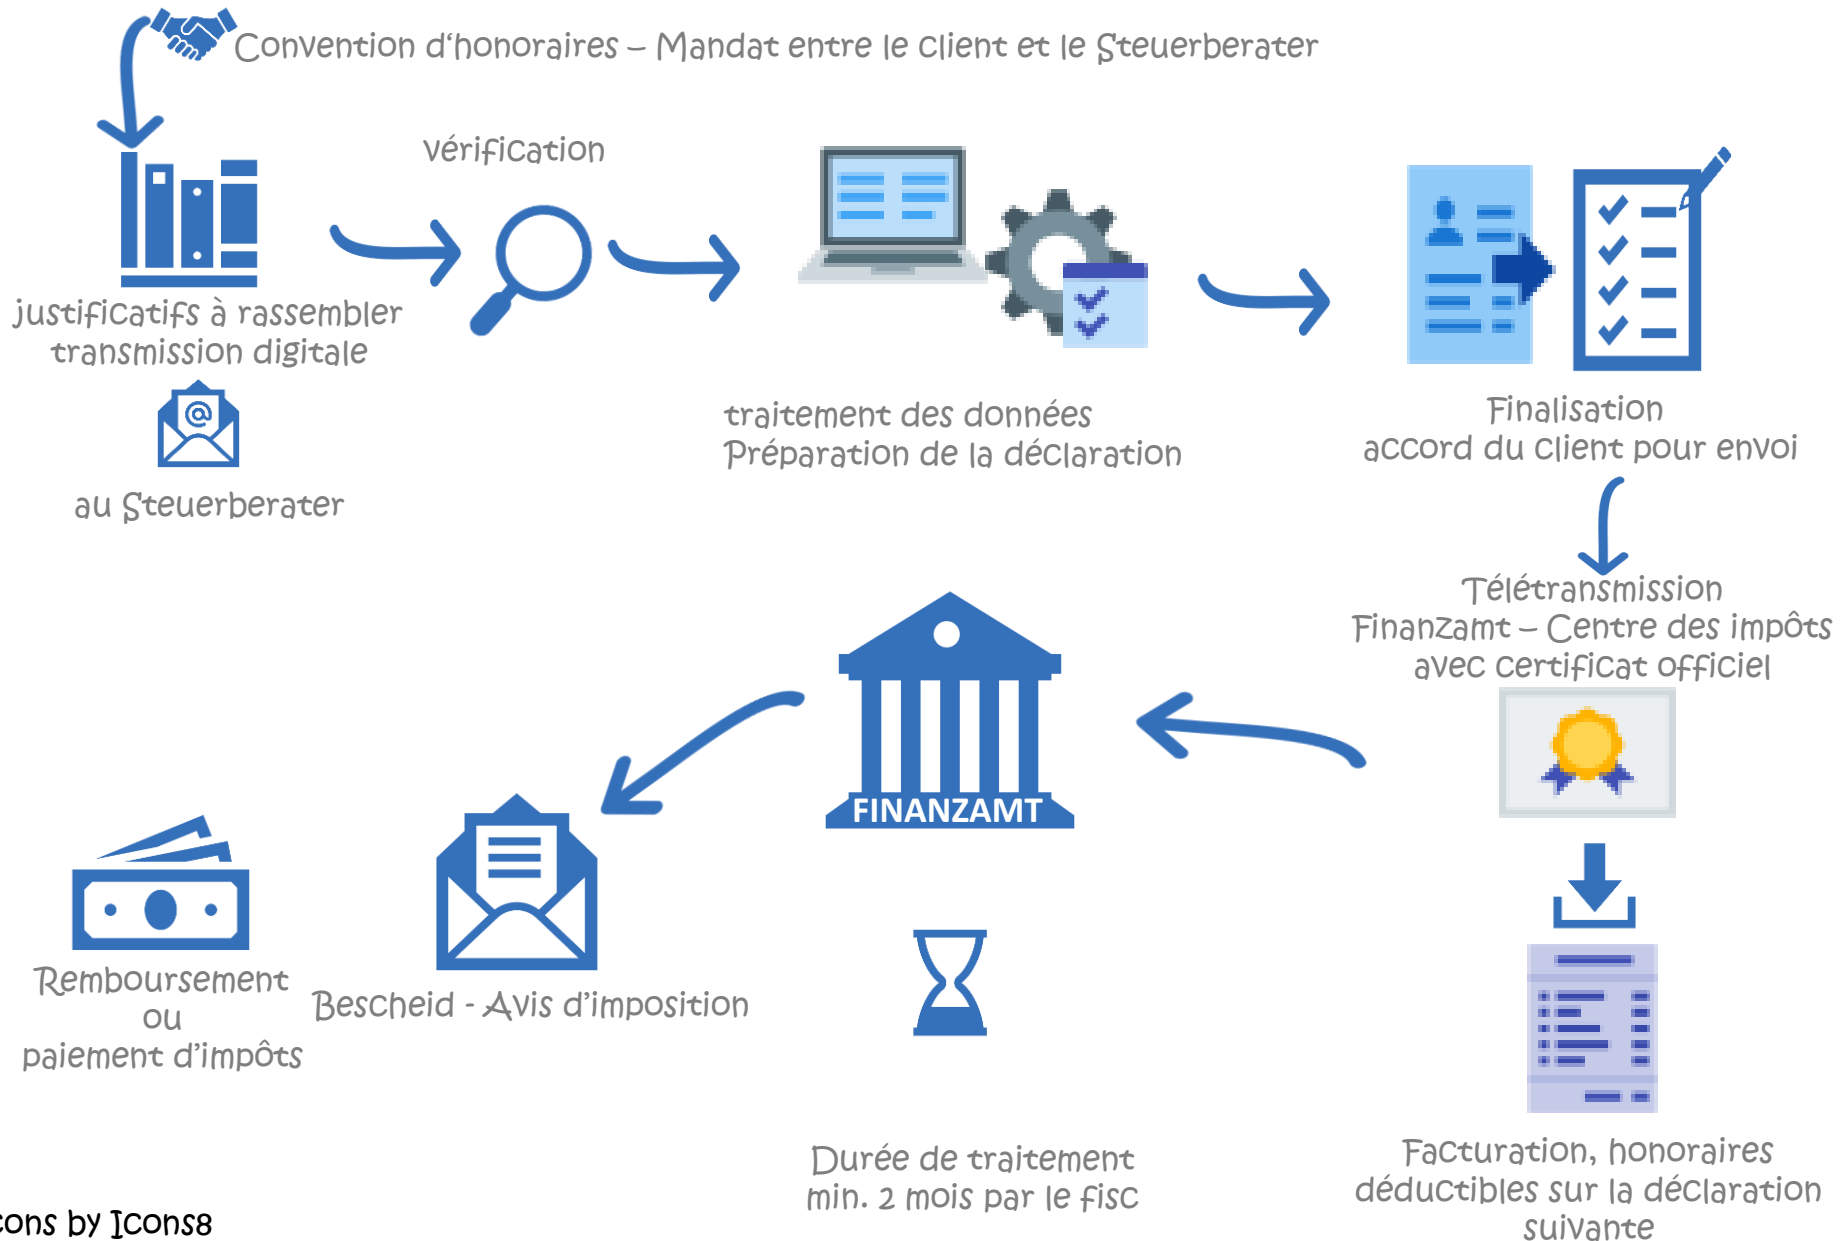 Convention d‘honoraires – Mandat entre le client et le Steuerberater
vérification
justificatifs à rassembler
transmission digitale
@
au Steuerberater
traitement des données
Préparation de la déclaration
Finalisation
accord du client pour envoi
Télétransmission
Finanzamt – Centre des impôts
avec certificat officiel
FINANZAMT
Remboursement
ou
paiement d’impôts
Bescheid - Avis d’imposition
Durée de traitement
min. 2 mois par le fisc
Facturation, honoraires
déductibles sur la déclaration
suivante
cons by Icons8